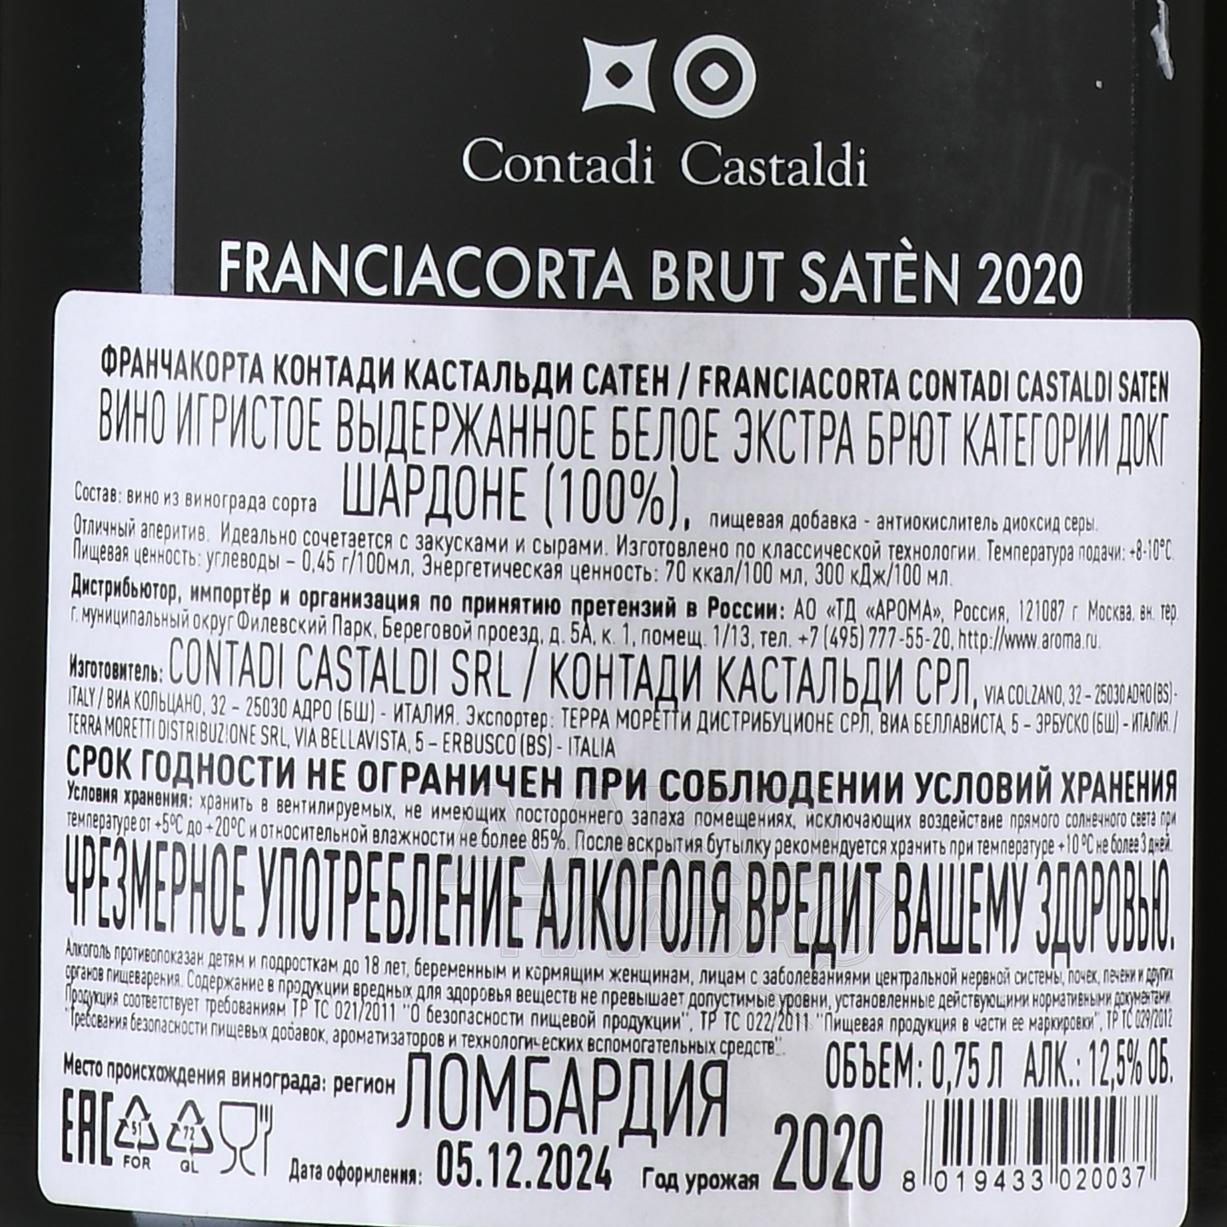 Contadi Castaldi
FRANCIACORTA BRUT SATÈN 2020
ФРАНЧАКОРТА КОНТАДИ КАСТАЛЬДИ САТЕН / FRANCIACORTA CONTADI CASTALDI SATEN
ВИНО ИГРИСТОЕ ВЫДЕРЖАННОЕ БЕЛОЕ ЭКСТРА БРЮТ КАТЕГОРИИ ДОКГ
Состав: вино из винограда сорта ШАРДОНЕ (100%), пищевая добавка - антиокислитель диоксид серы.
Отличный аперитив. Идеально сочетается с закусками и сырами. Изготовлено по классической технологии. Температура подачи: +8-10°C.
Пищевая ценность: углеводы – 0,45 г/100мл, Энергетическая ценность: 70 ккал/100 мл, 300 кДж/100 мл.
Дистрибьютор, импортёр и организация по принятию претензий в России: АО «ТД «АРОМА», Россия, 121087 г. Москва, вн. тер.
г. муниципальный округ Филевский Парк, Береговой проезд, д. 5А, к. 1, помещ. 1/13, тел. +7 (495) 777-55-20, http://www.aroma.ru.
Изготовитель: CONTADI CASTALDI SRL / КОНТАДИ КАСТАЛЬДИ СРЛ, VIA COLZANO, 32 – 25030 ADRO (BS) -
ITALY / ВИА КОЛЬЦАНО, 32 – 25030 АДРО (БШ) - ИТАЛИЯ. Экспортер: ТЕРРА МОРЕТТИ ДИСТРИБУЦИОНЕ СРЛ, ВИА БЕЛЛАВИСТА, 5 – ЭРБУСКО (БШ) – ИТАЛИЯ. /
TERRA MORETTI DISTRIBUZIONE SRL, VIA BELLAVISTA, 5 – ERBUSCO (BS) - ITALIA
СРОК ГОДНОСТИ НЕ ОГРАНИЧЕН ПРИ СОБЛЮДЕНИИ УСЛОВИЙ ХРАНЕНИЯ
Условия хранения: хранить в вентилируемых, не имеющих постороннего запаха помещениях, исключающих воздействие прямого солнечного света при
температуре от +5°C до +20°C и относительной влажности не более 85%. После вскрытия бутылку рекомендуется хранить при температуре +10°C не более 3 дней.
ЧРЕЗМЕРНОЕ УПОТРЕБЛЕНИЕ АЛКОГОЛЯ ВРЕДИТ ВАШЕМУ ЗДОРОВЬЮ.
Алкоголь противопоказан детям и подросткам до 18 лет, беременным и кормящим женщинам, лицам с заболеваниями центральной нервной системы, почек, печени и других
органов пищеварения. Содержание в продукции вредных для здоровья веществ не превышает допустимые уровни, установленные действующими нормативными документами.
Продукция соответствует требованиям ТР ТС 021/2011 "О безопасности пищевой продукции", ТР ТС 022/2011 "Пищевая продукция в части ее маркировки", ТР ТС 029/2012
"Требования безопасности пищевых добавок, ароматизаторов и технологических вспомогательных средств".
ОБЪЕМ: 0,75 Л АЛК.: 12,5% ОБ.
Место происхождения винограда: регион ЛОМБАРДИЯ
EAC 51 FOR 72 GL
Дата оформления: 05.12.2024 Год урожая 2020
8 019433 020037